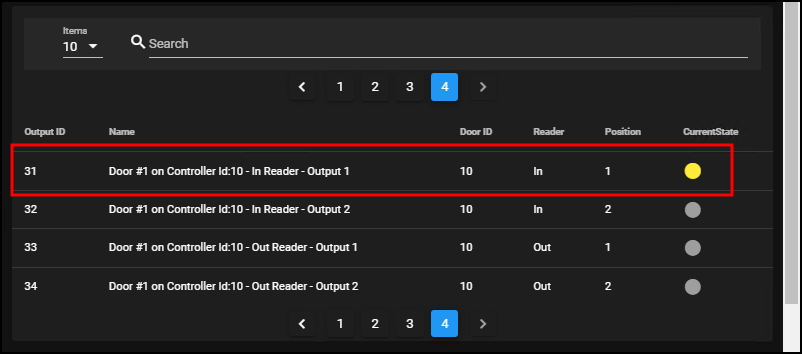 Items
10
Search
1 2 3 4
Output ID Name Door ID Reader Position CurrentState
31 Door #1 on Controller Id:10 - In Reader - Output 1 10 In 1
32 Door #1 on Controller Id:10 - In Reader - Output 2 10 In 2
33 Door #1 on Controller Id:10 - Out Reader - Output 1 10 Out 1
34 Door #1 on Controller Id:10 - Out Reader - Output 2 10 Out 2
1 2 3 4